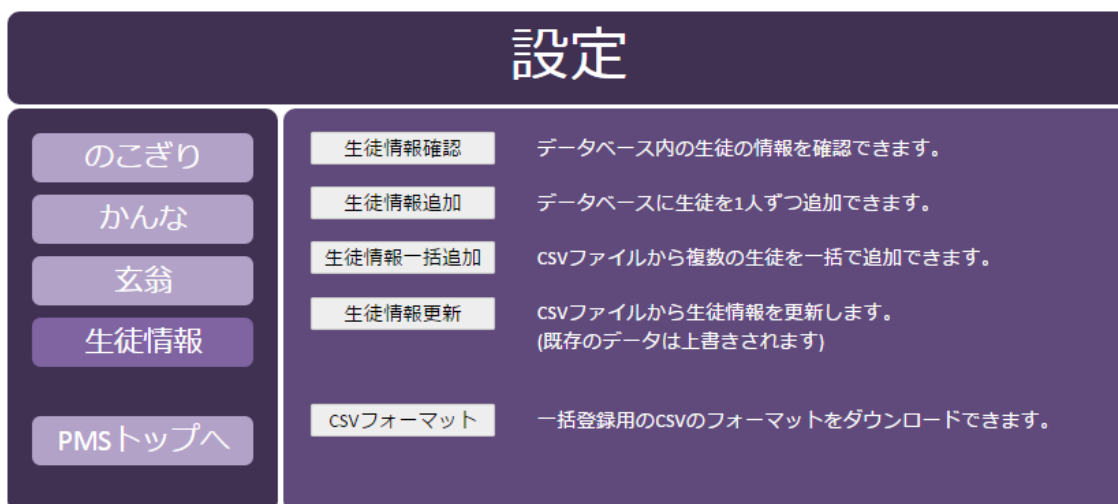 設定
のこぎり
かんな
玄翁
生徒情報
PMSトップへ
生徒情報確認 データベース内の生徒の情報を確認できます。
生徒情報追加 データベースに生徒を1人ずつ追加できます。
生徒情報一括追加 CSVファイルから複数の生徒を一括で追加できます。
生徒情報更新 CSVファイルから生徒情報を更新します。
(既存のデータは上書きされます)
CSVフォーマット 一括登録用のCSVのフォーマットをダウンロードできます。